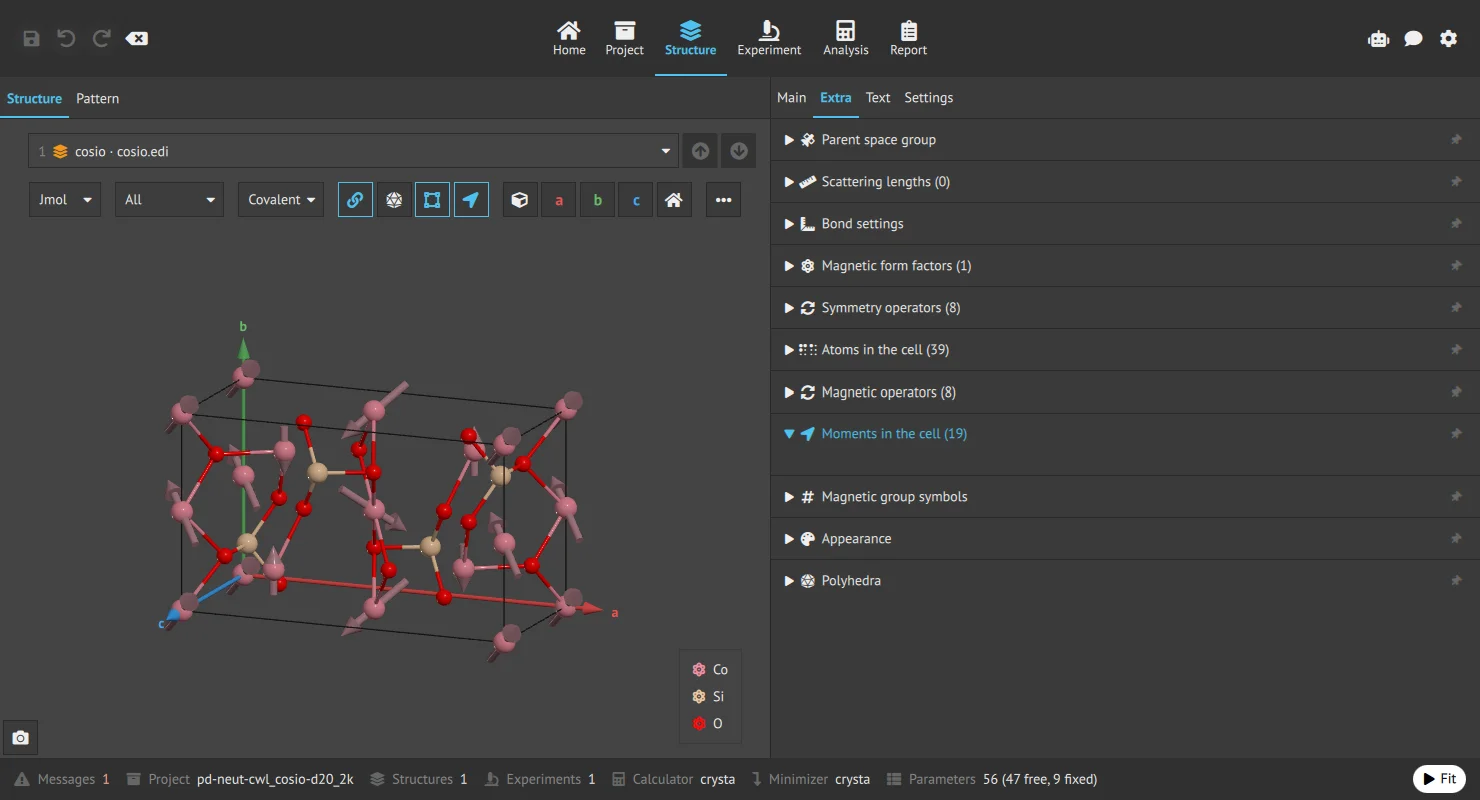 Home
Project
Structure
Experiment
Analysis
Report
Structure
Pattern
Main
Extra
Text
Settings
1 cosio · cosio.edi
Jmol
All
Covalent
a
b
c
b
a
c
Co
Si
O
Parent space group
Scattering lengths (0)
Bond settings
Magnetic form factors (1)
Symmetry operators (8)
Atoms in the cell (39)
Magnetic operators (8)
Moments in the cell (19)
# Magnetic group symbols
Appearance
Polyhedra
Messages 1
Project pd-neut-cwl_cosio-d20_2k
Structures 1
Experiments 1
Calculator crysta
Minimizer crysta
Parameters 56 (47 free, 9 fixed)
Fit